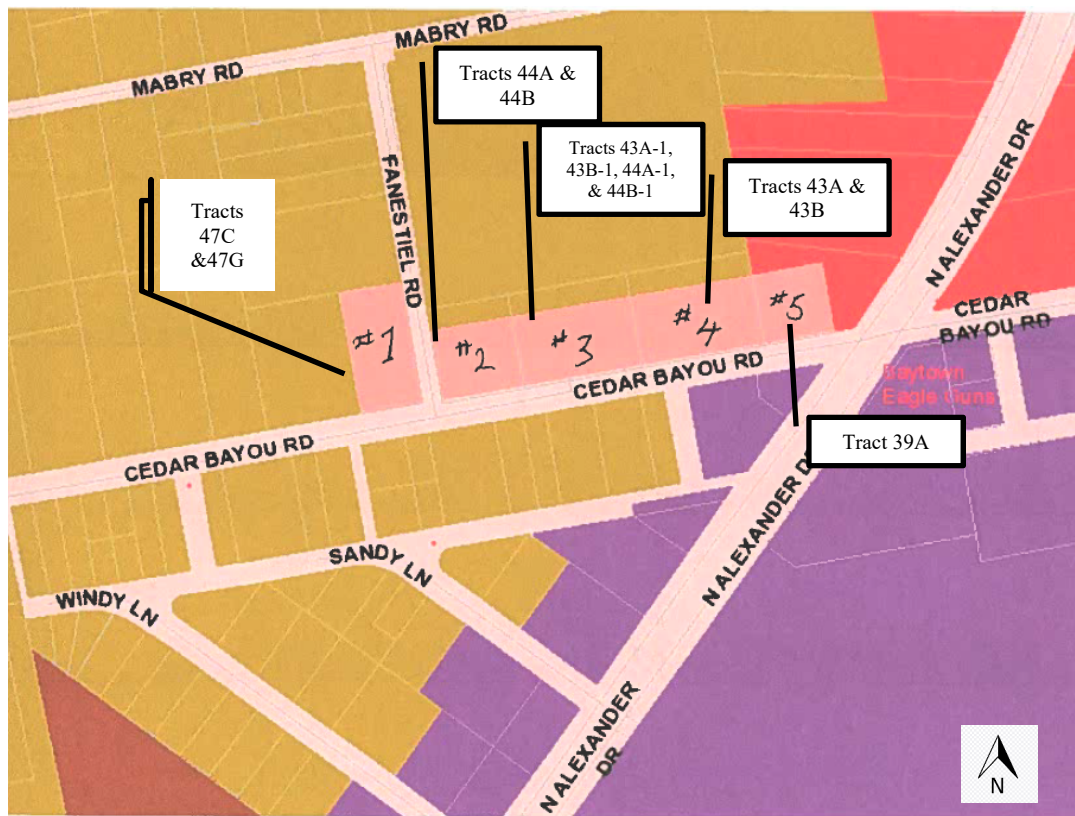 MABRY RD
MABRY RD
Tracts 44A &
44B
Tracts 43A-1,
43B-1, 44A-1,
& 44B-1
Tracts 43A &
43B
N ALEXANDER DR
FANESTIEL RD
Tracts
47C
&47G
#1
#2
#3
#4
#5
CEDAR
BAYOU RD
CEDAR BAYOU RD
Baytown
Eagle Guns
Tract 39A
CEDAR BAYOU RD
N ALEXANDER DR
SANDY LN
WINDY LN
N ALEXANDER
DR
N